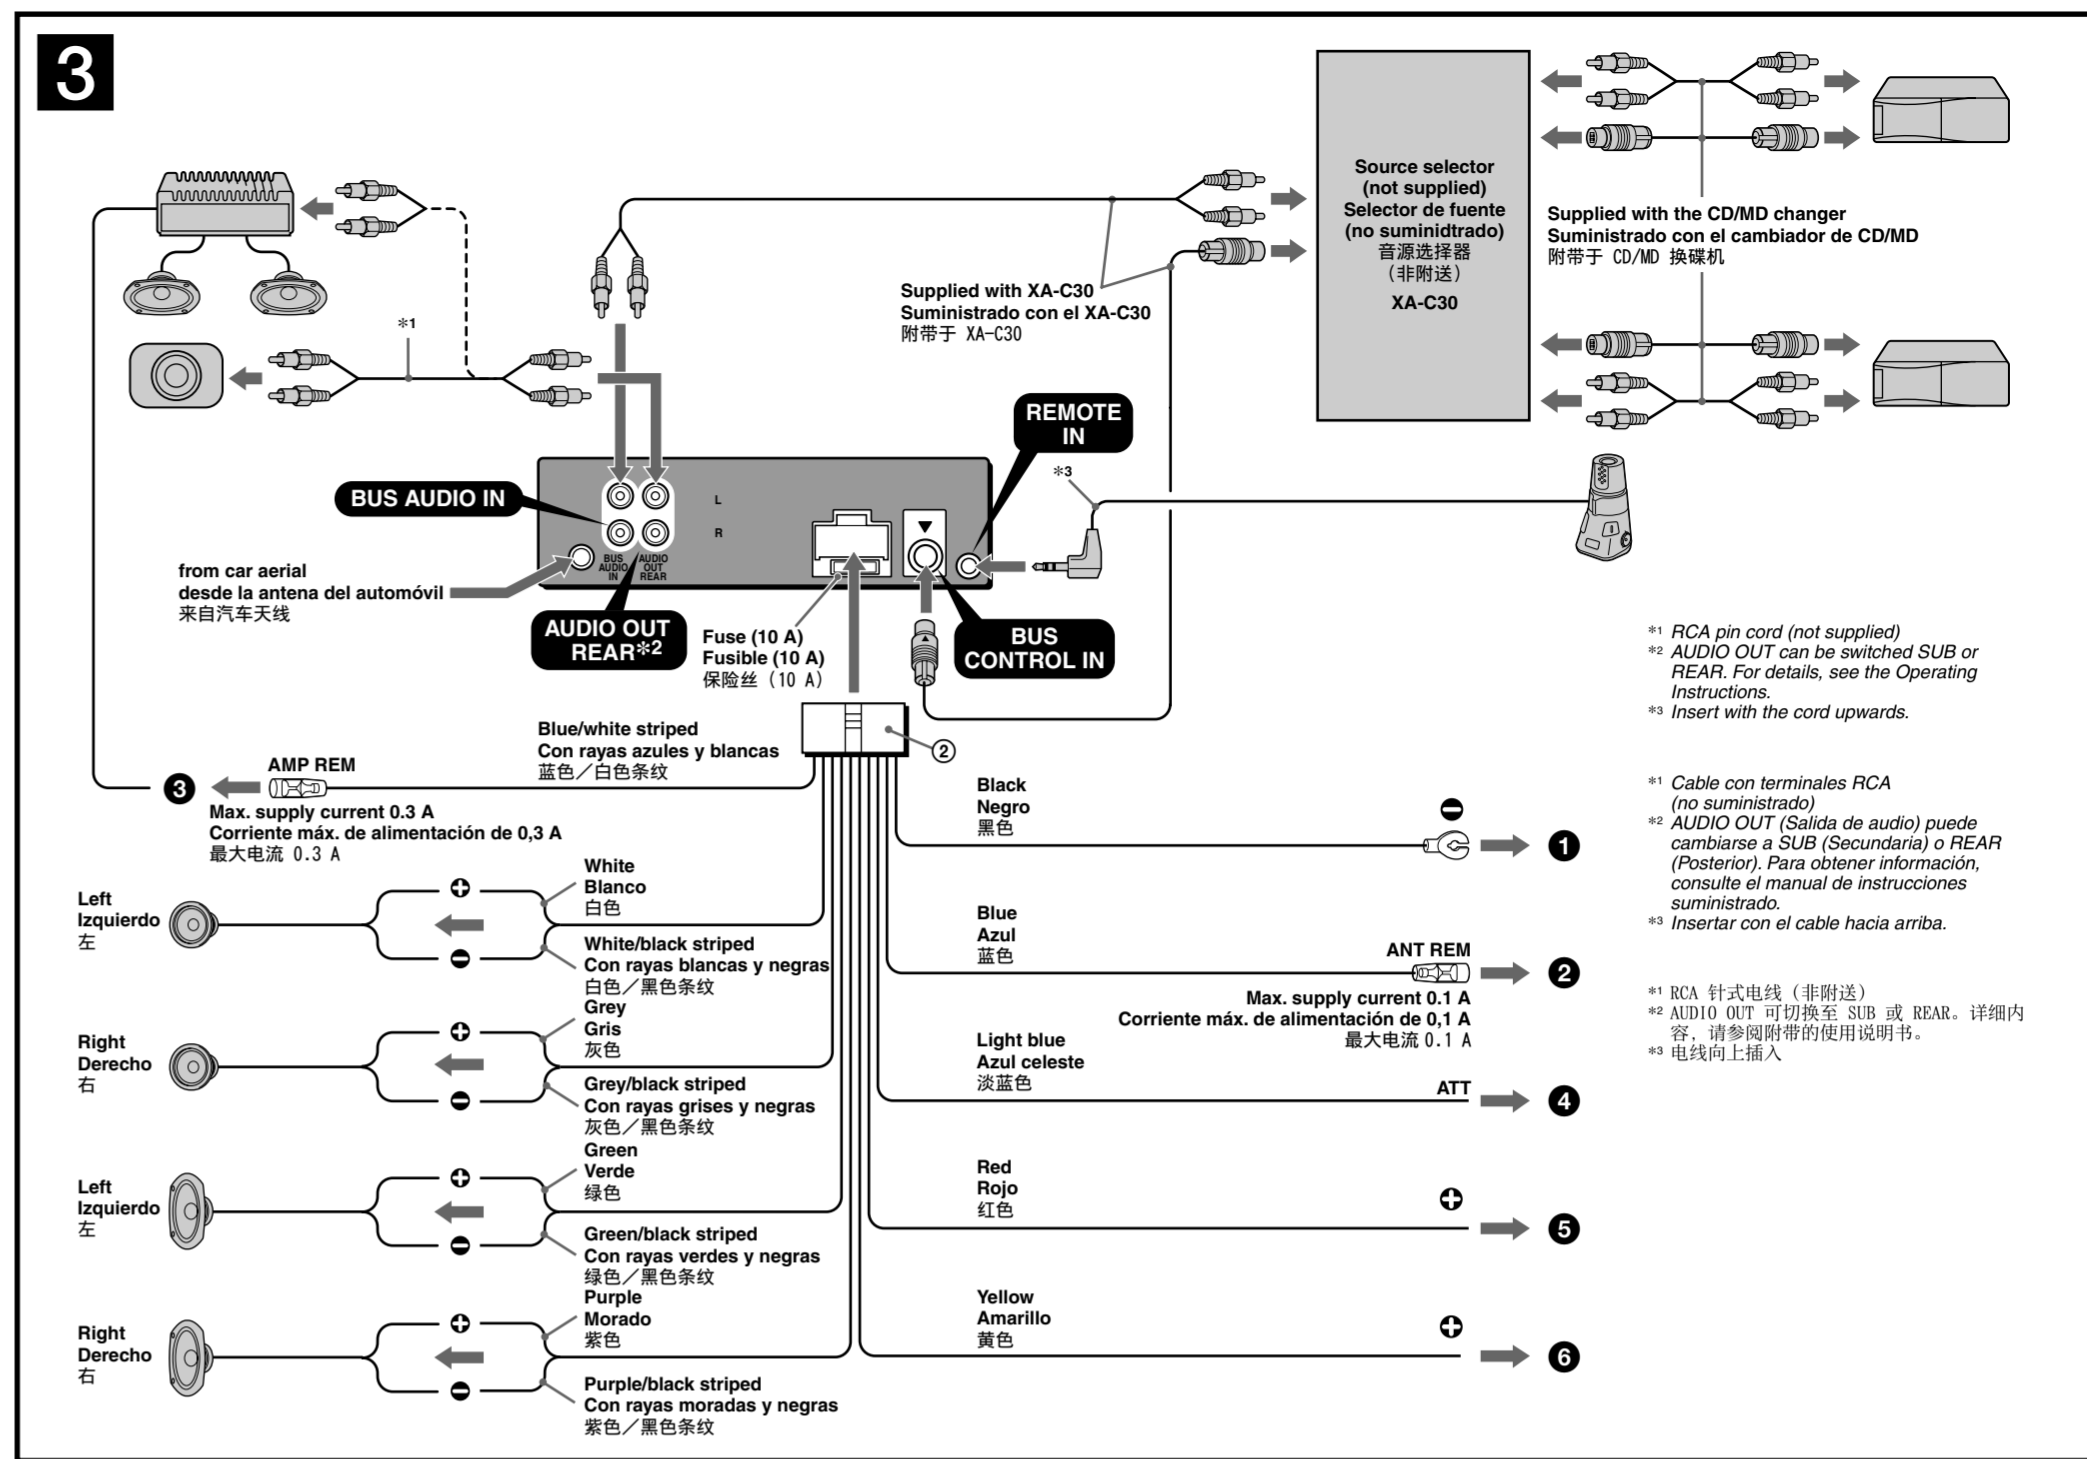 3
Source selector
(not supplied)
Selector de fuente
(no suminidtrado)
音源选择器
(非附送)
XA-C30
Supplied with the CD/MD changer
Suministrado con el cambiador de CD/MD
附带于 CD/MD 换碟机
Supplied with XA-C30
Suministrado con el XA-C30
附带于 XA-C30
*1
REMOTE
IN
*3
BUS AUDIO IN
L
R
BUS
AUDIO
IN
AUDIO
OUT
REAR
from car aerial
desde la antena del automóvil
来自汽车天线
AUDIO OUT
REAR*2
Fuse (10 A)
Fusible (10 A)
保险丝 (10 A)
BUS
CONTROL IN
*1 RCA pin cord (not supplied)
*2 AUDIO OUT can be switched SUB or
REAR. For details, see the Operating
Instructions.
*3 Insert with the cord upwards.
*1 Cable con terminales RCA
(no suministrado)
*2 AUDIO OUT (Salida de audio) puede
cambiarse a SUB (Secundaria) o REAR
(Posterior). Para obtener información,
consulte el manual de instrucciones
suministrado.
*3 Insertar con el cable hacia arriba.
*1 RCA 针式电线 (非附送)
*2 AUDIO OUT 可切换至 SUB 或 REAR。详细内
容, 请参阅附带的使用说明书。
*3 电线向上插入
Blue/white striped
Con rayas azules y blancas
蓝色／白色条纹
2
3
AMP REM
Max. supply current 0.3 A
Corriente máx. de alimentación de 0,3 A
最大电流 0.3 A
Black
Negro
黑色
1
Left
Izquierdo
左
White
Blanco
白色
White/black striped
Con rayas blancas y negras
白色／黑色条纹
Blue
Azul
蓝色
ANT REM
2
Max. supply current 0.1 A
Corriente máx. de alimentación de 0,1 A
最大电流 0.1 A
Right
Derecho
右
Grey
Gris
灰色
Grey/black striped
Con rayas grises y negras
灰色／黑色条纹
Light blue
Azul celeste
淡蓝色
ATT
4
Left
Izquierdo
左
Green
Verde
绿色
Green/black striped
Con rayas verdes y negras
绿色／黑色条纹
Red
Rojo
红色
5
Right
Derecho
右
Purple
Morado
紫色
Purple/black striped
Con rayas moradas y negras
紫色／黑色条纹
Yellow
Amarillo
黄色
6